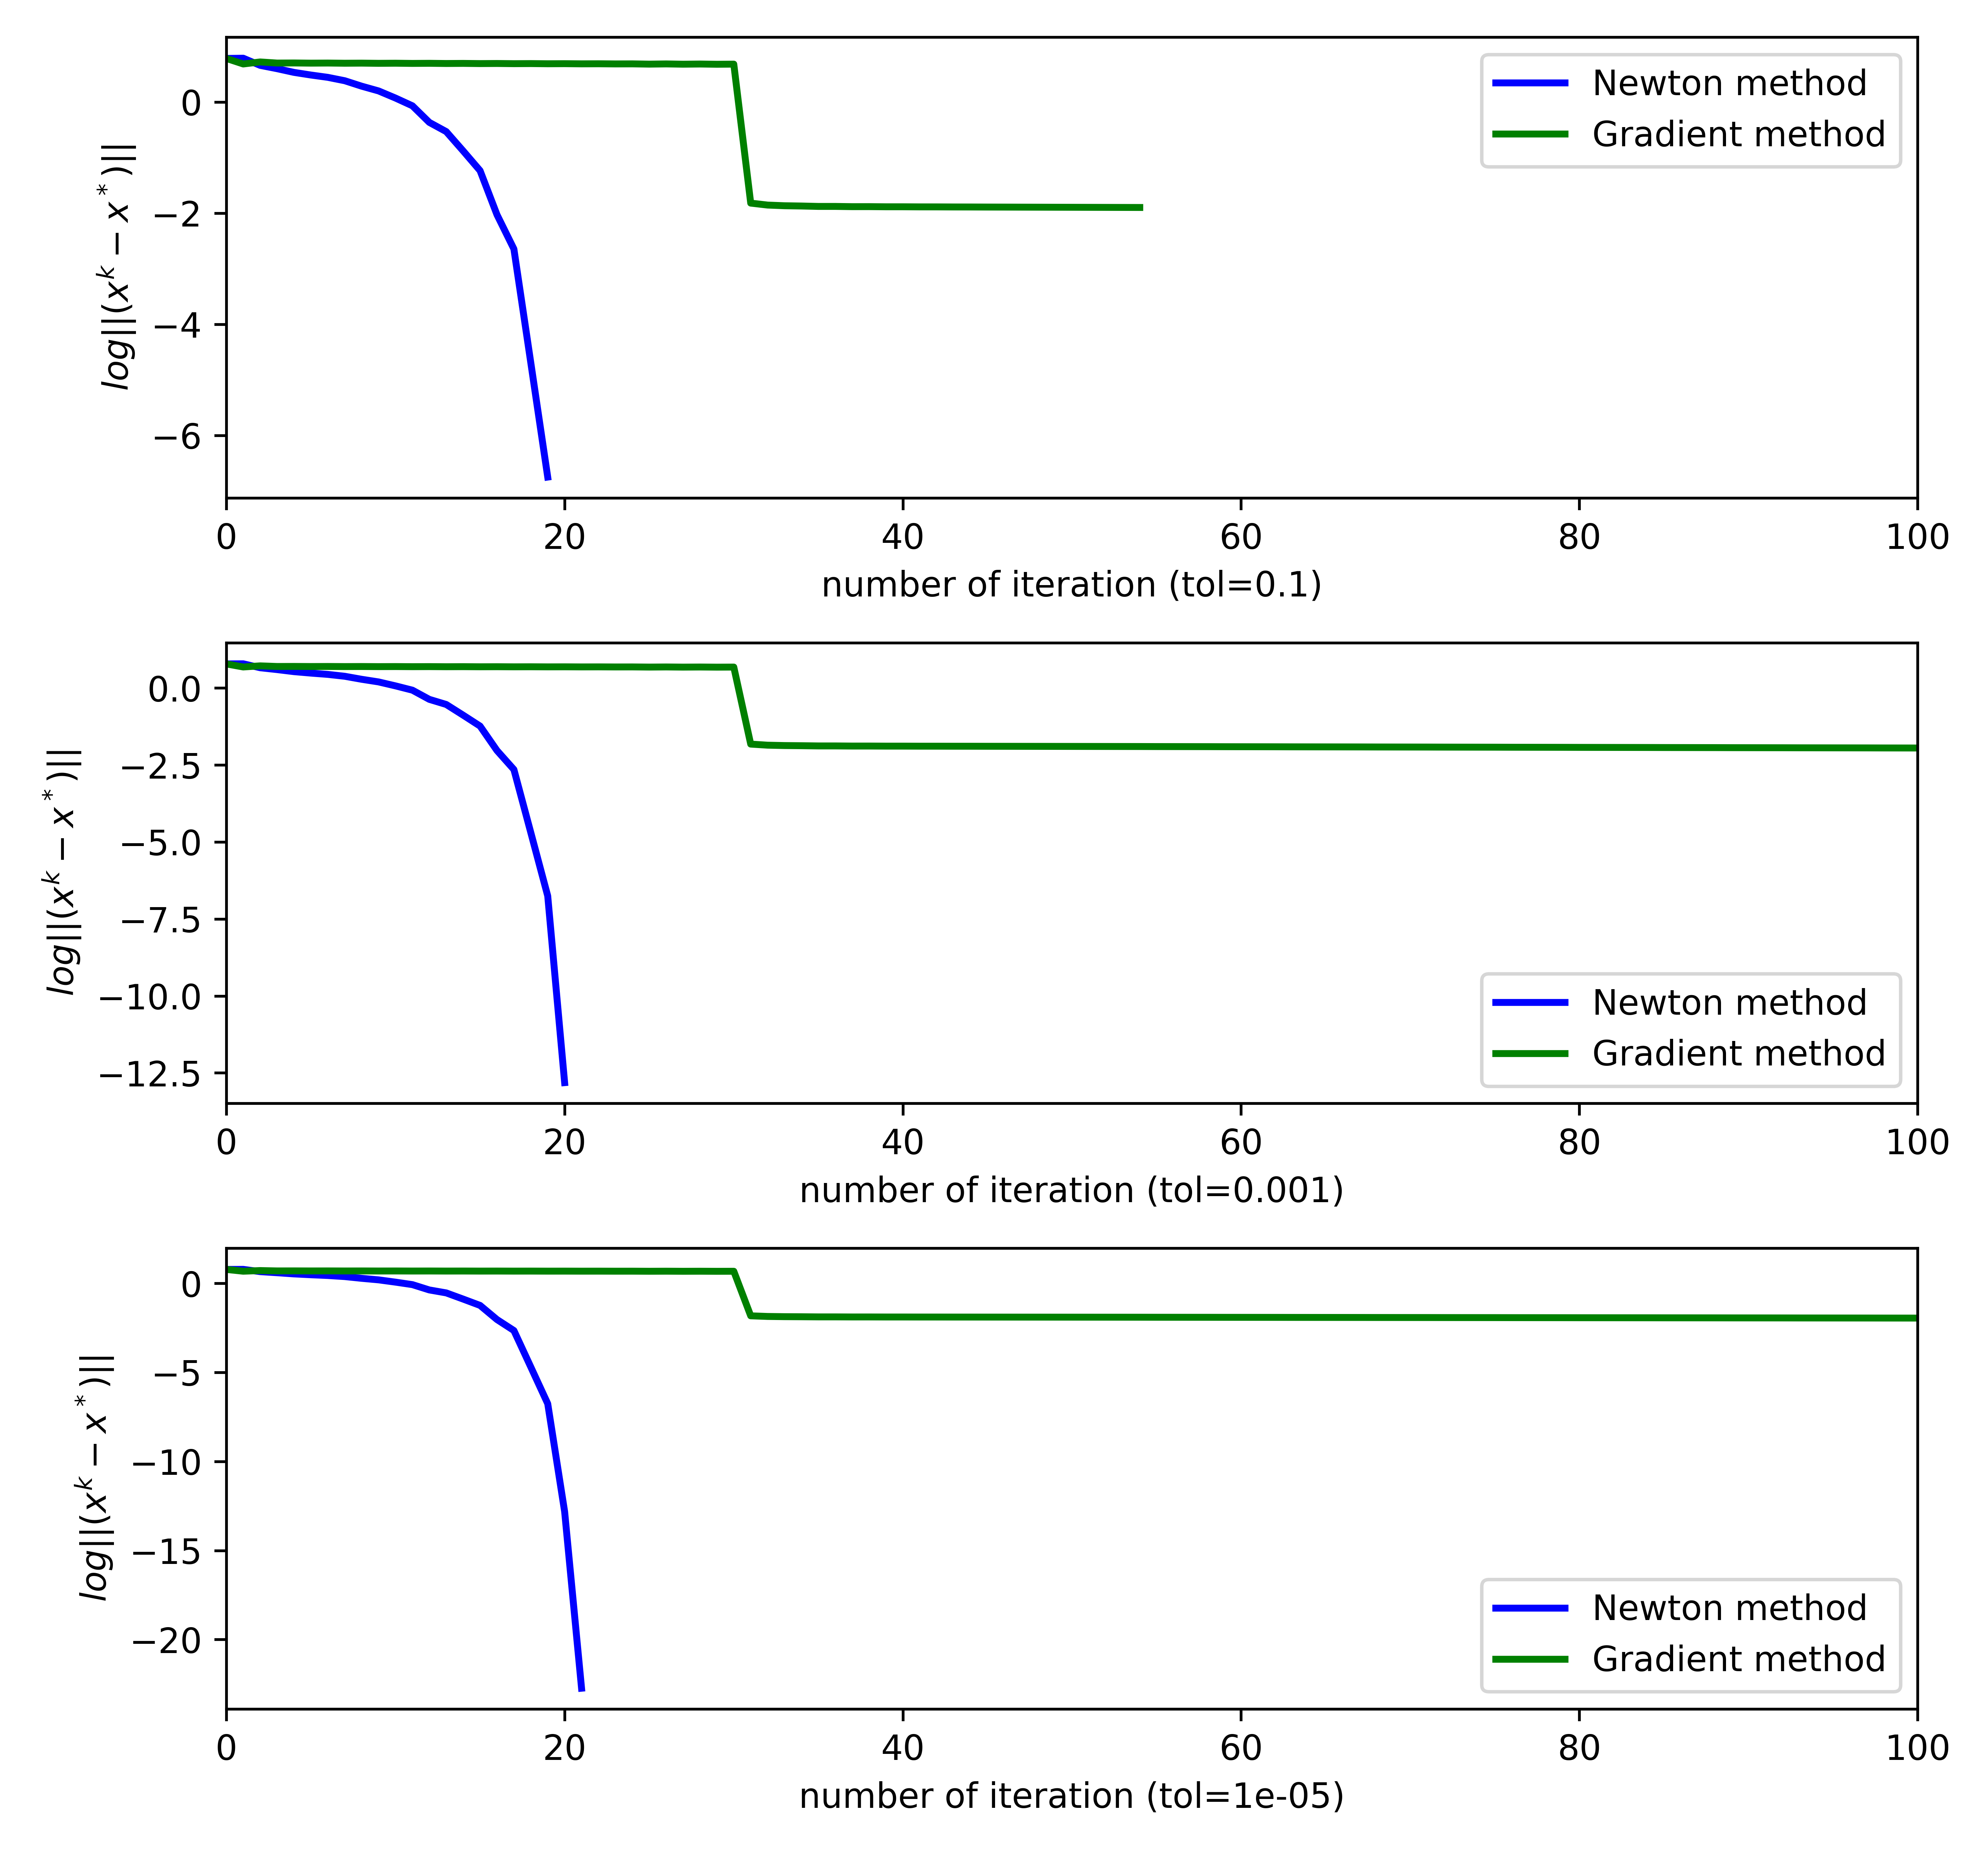 log||(x^k − x^*)||
0
−2
−4
−6
Newton method
Gradient method
0 20 40 60 80 100
number of iteration (tol=0.1)
log||(x^k − x^*)||
0.0
−2.5
−5.0
−7.5
−10.0
−12.5
Newton method
Gradient method
0 20 40 60 80 100
number of iteration (tol=0.001)
log||(x^k − x^*)||
0
−5
−10
−15
−20
Newton method
Gradient method
0 20 40 60 80 100
number of iteration (tol=1e-05)